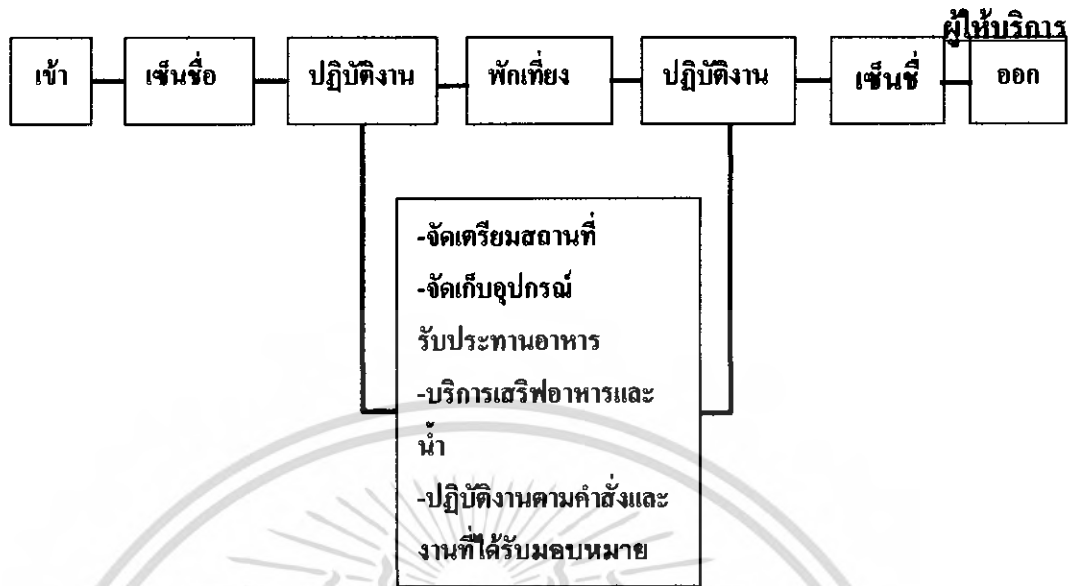 ผู้ให้บริการ
เข้า เซ็นชื่อ ปฏิบัติงาน พักเที่ยง ปฏิบัติงาน เซ็นชื่ ออก
-จัดเตรียมสถานที่
-จัดเก็บอุปกรณ์
รับประทานอาหาร
-บริการเสริฟอาหารและ
น้ำ
-ปฏิบัติงานตามคำสั่งและ
งานที่ได้รับมอบหมาย